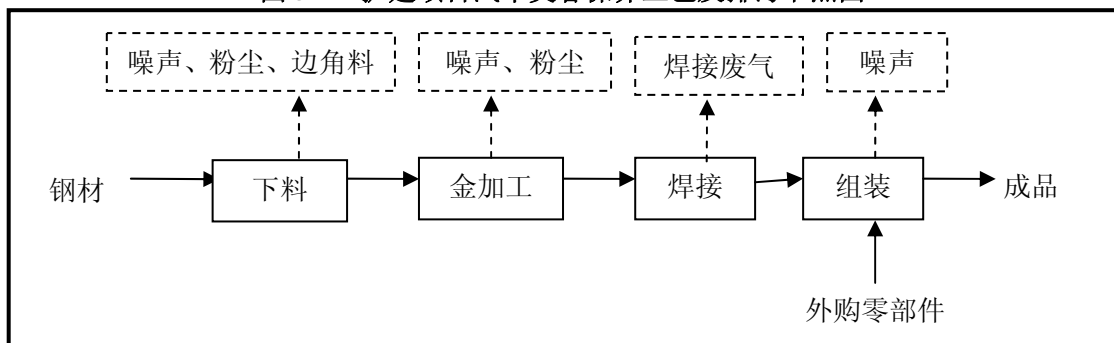 噪声、粉尘、边角料
噪声、粉尘
焊接废气
噪声
钢材
下料
金加工
焊接
组装
成品
外购零部件